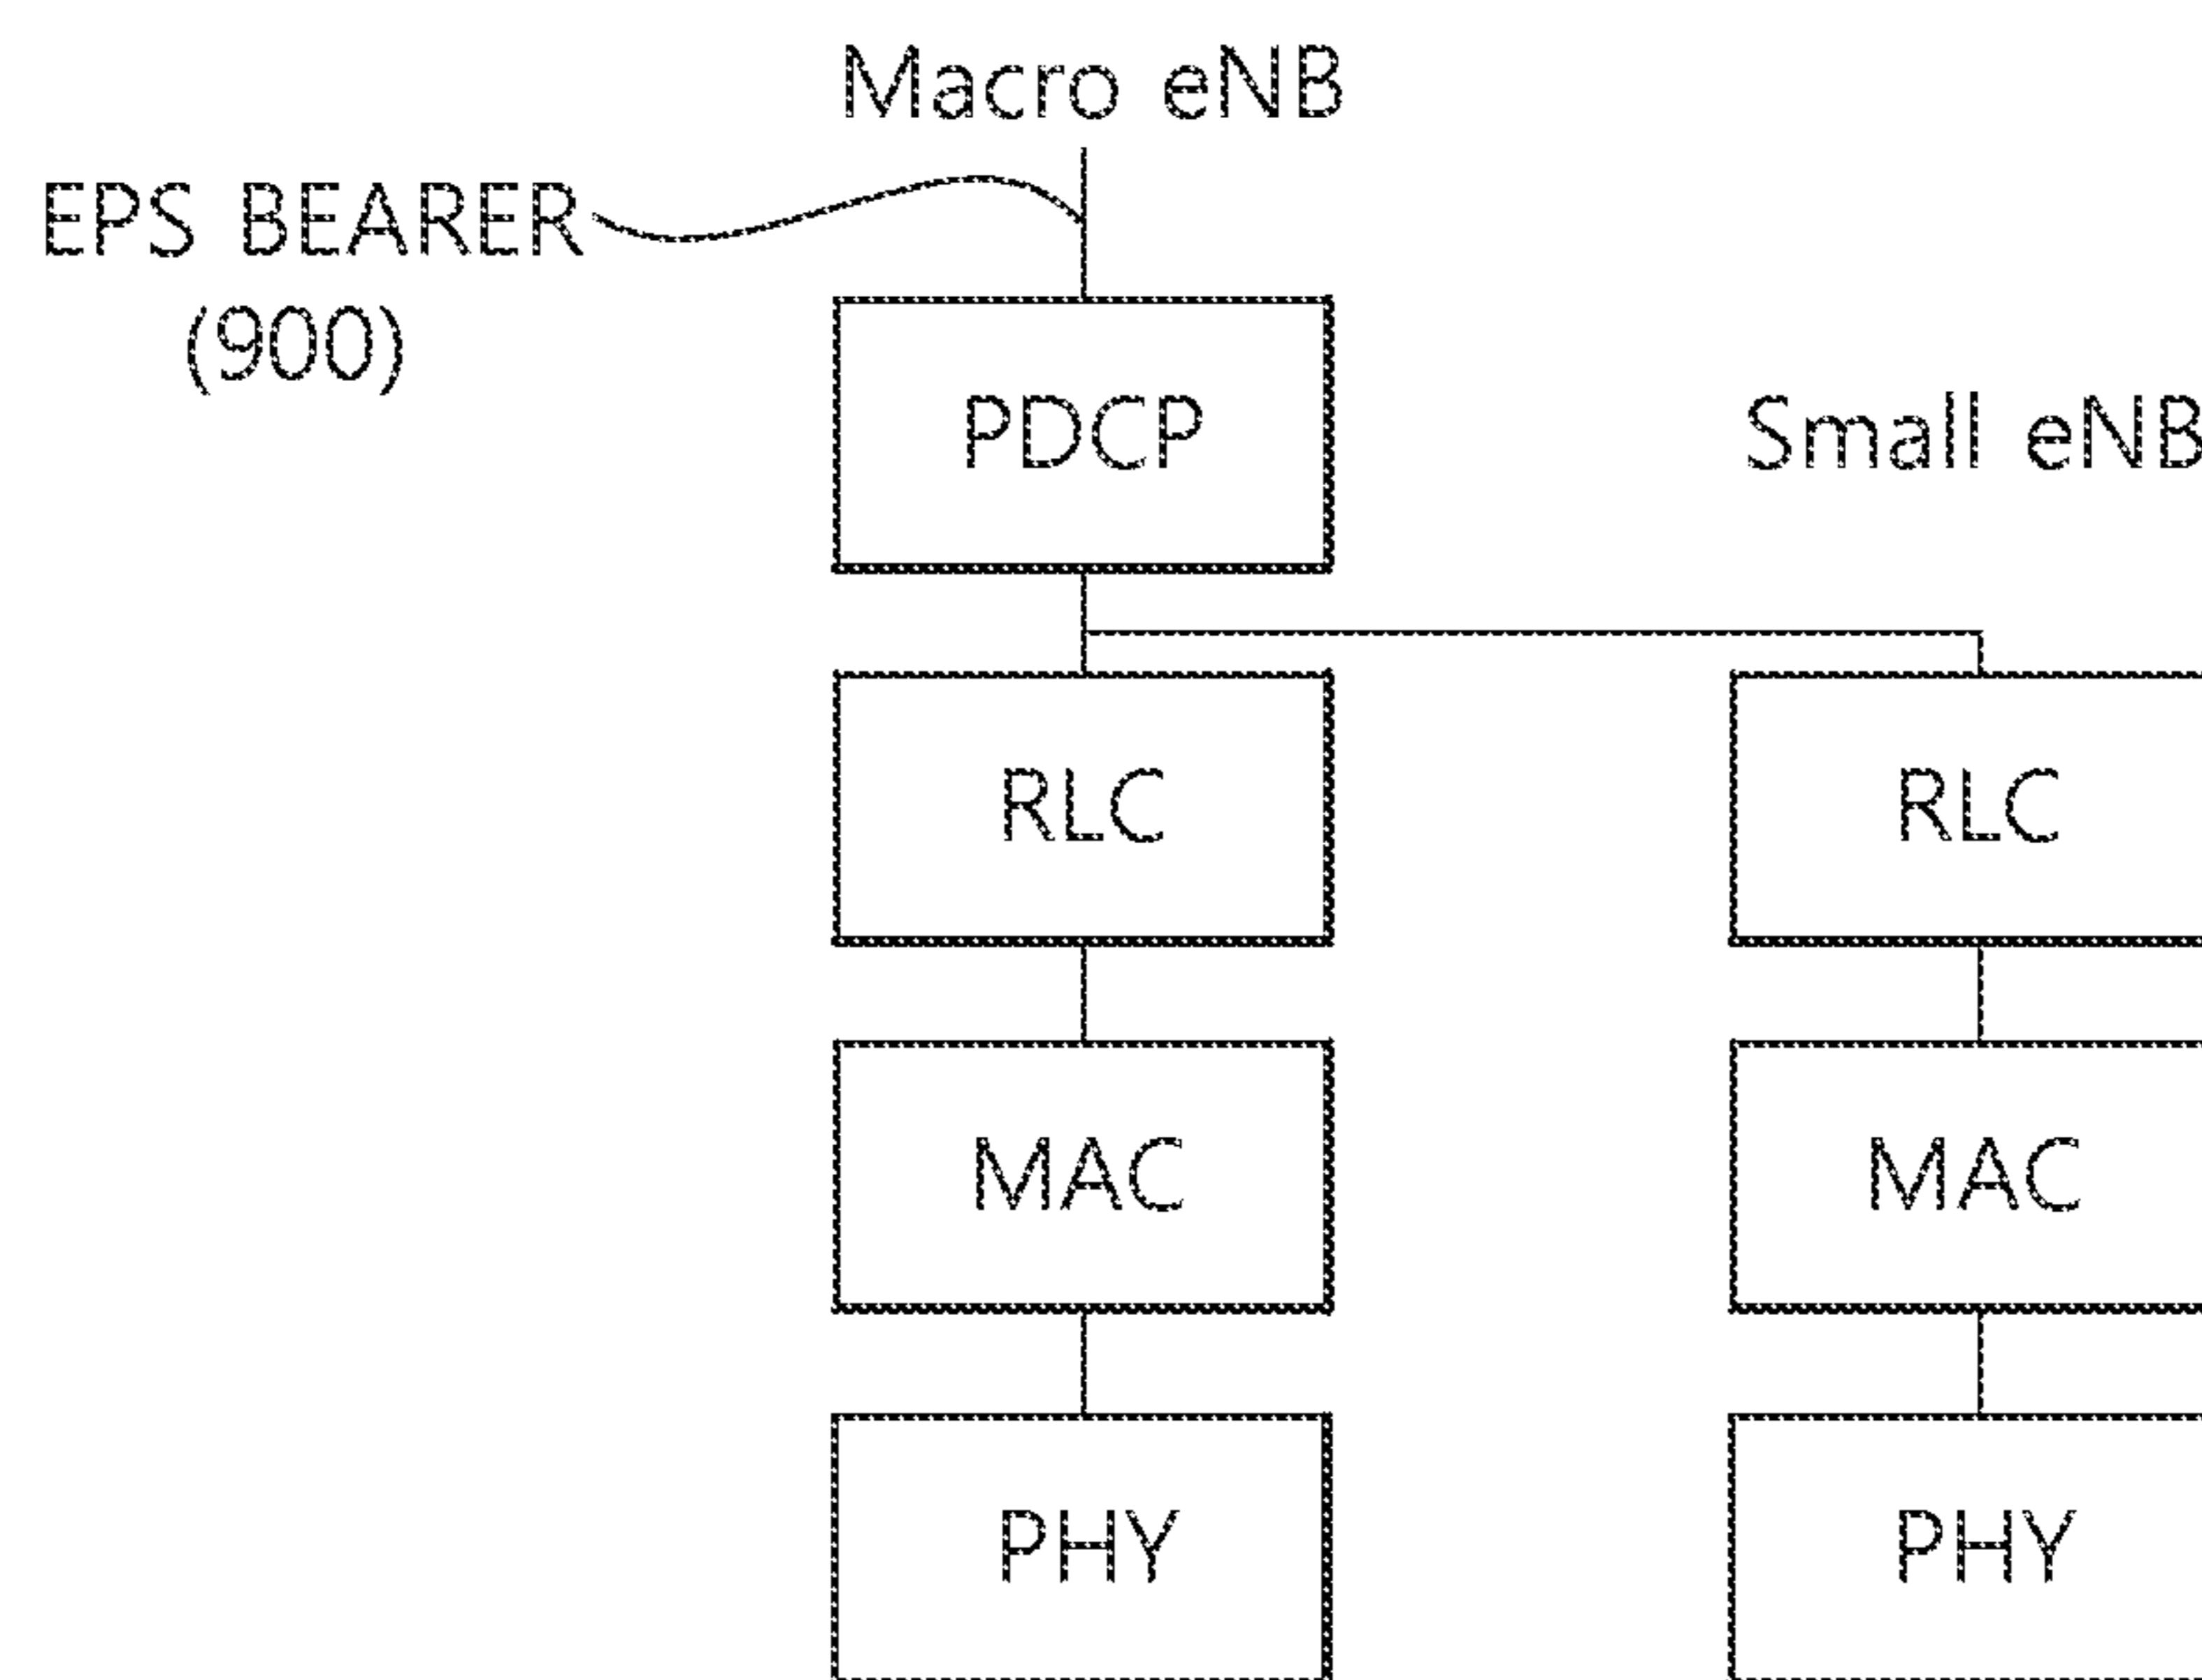 Macro eNB
EPS BEARER
(900)
PDCP
Small eNB
RLC
RLC
MAC
MAC
PHY
PHY